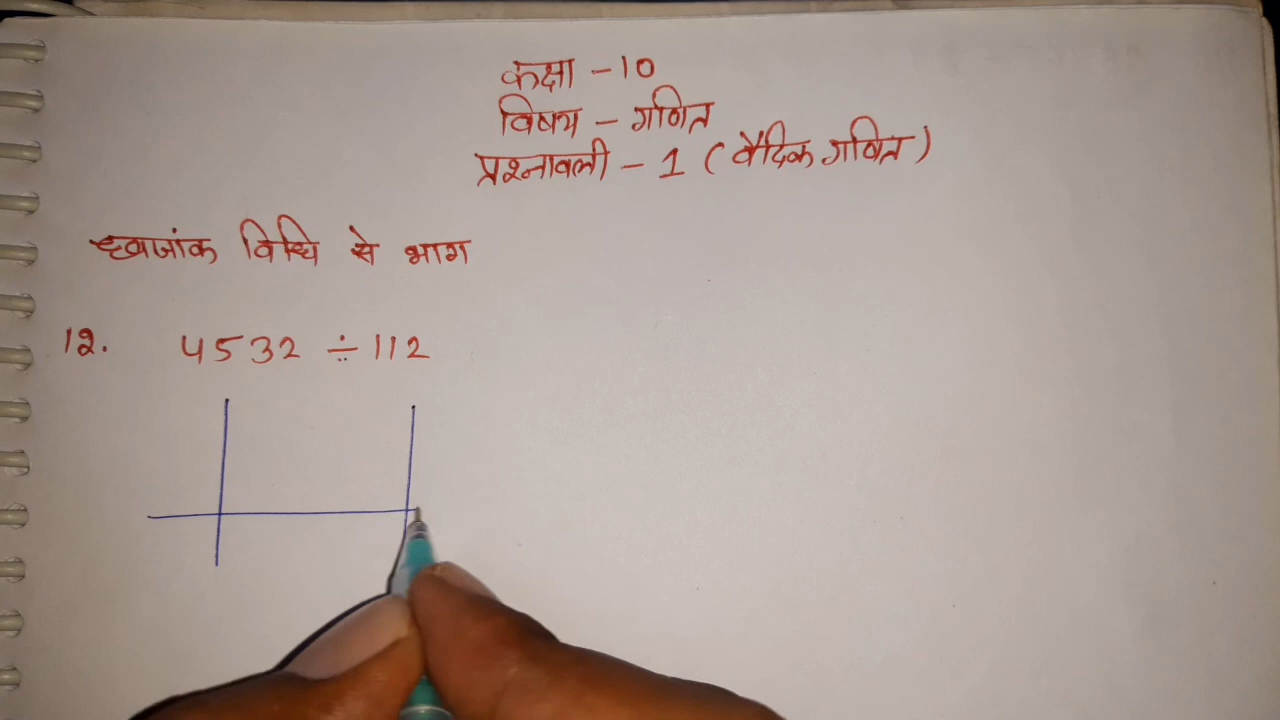 कक्षा - 10
विषय - गणित
प्रश्नावली - 1 (वैदिक गणित)
ध्वजांक विधि से भाग
12. 4532 ÷ 112